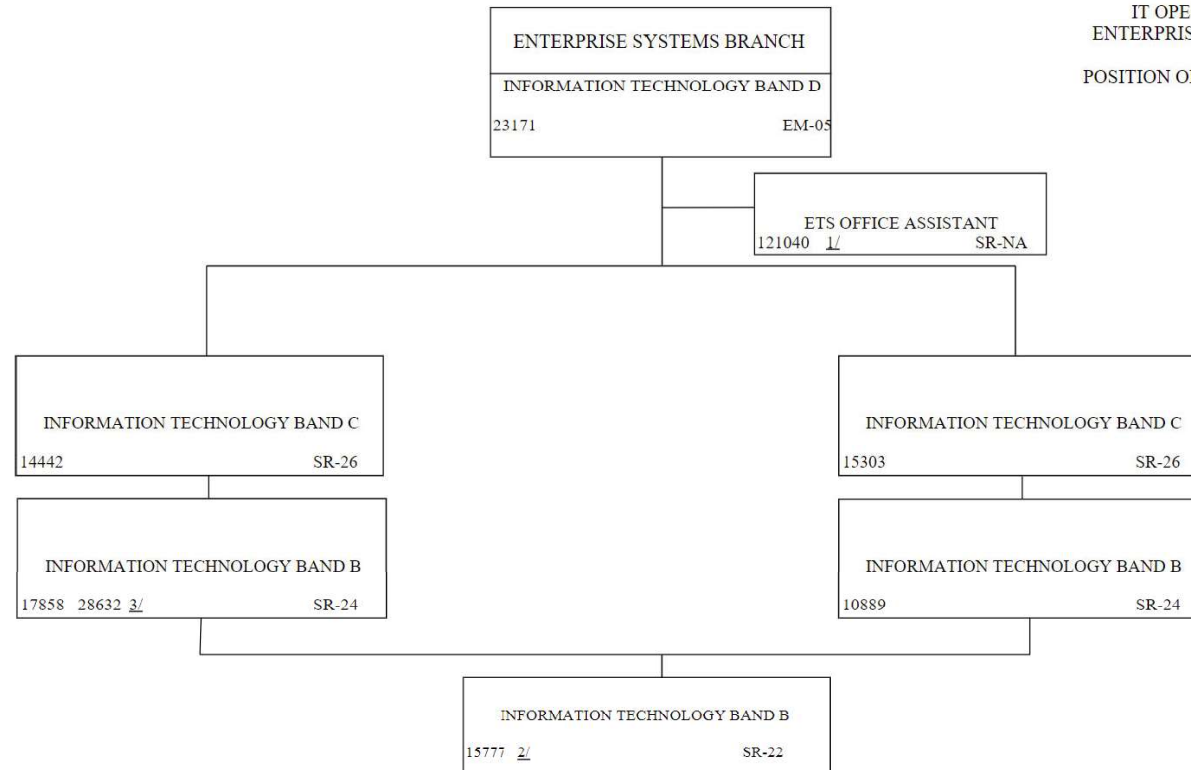 IT OPE
ENTERPRIS
POSITION O
ENTERPRISE SYSTEMS BRANCH
INFORMATION TECHNOLOGY BAND D
23171 EM-05
ETS OFFICE ASSISTANT
121040 1/ SR-NA
INFORMATION TECHNOLOGY BAND C
14442 SR-26
INFORMATION TECHNOLOGY BAND C
15303 SR-26
INFORMATION TECHNOLOGY BAND B
17858 28632 3/ SR-24
INFORMATION TECHNOLOGY BAND B
10889 SR-24
INFORMATION TECHNOLOGY BAND B
15777 2/ SR-22